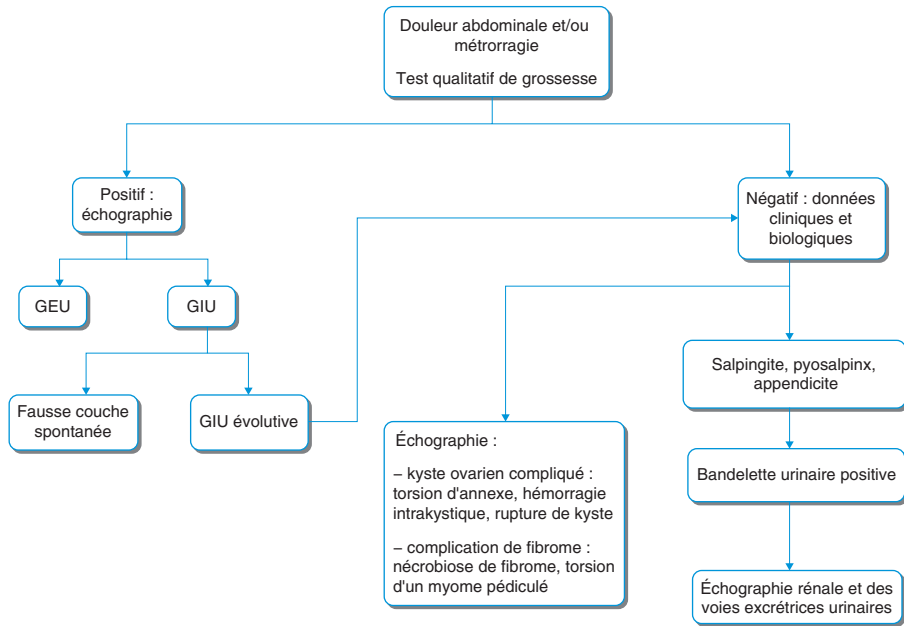 Douleur abdominale et/ou
métrorragie
Test qualitatif de grossesse
Positif :
échographie
Négatif : données
cliniques et
biologiques
GEU
GIU
Fausse couche
spontanée
GIU évolutive
Échographie :
– kyste ovarien compliqué :
torsion d'annexe, hémorragie
intrakystique, rupture de kyste
– complication de fibrome :
nécrobiose de fibrome, torsion
d'un myome pédiculé
Salpingite, pyosalpinx,
appendicite
Bandelette urinaire positive
Échographie rénale et des
voies excrétrices urinaires